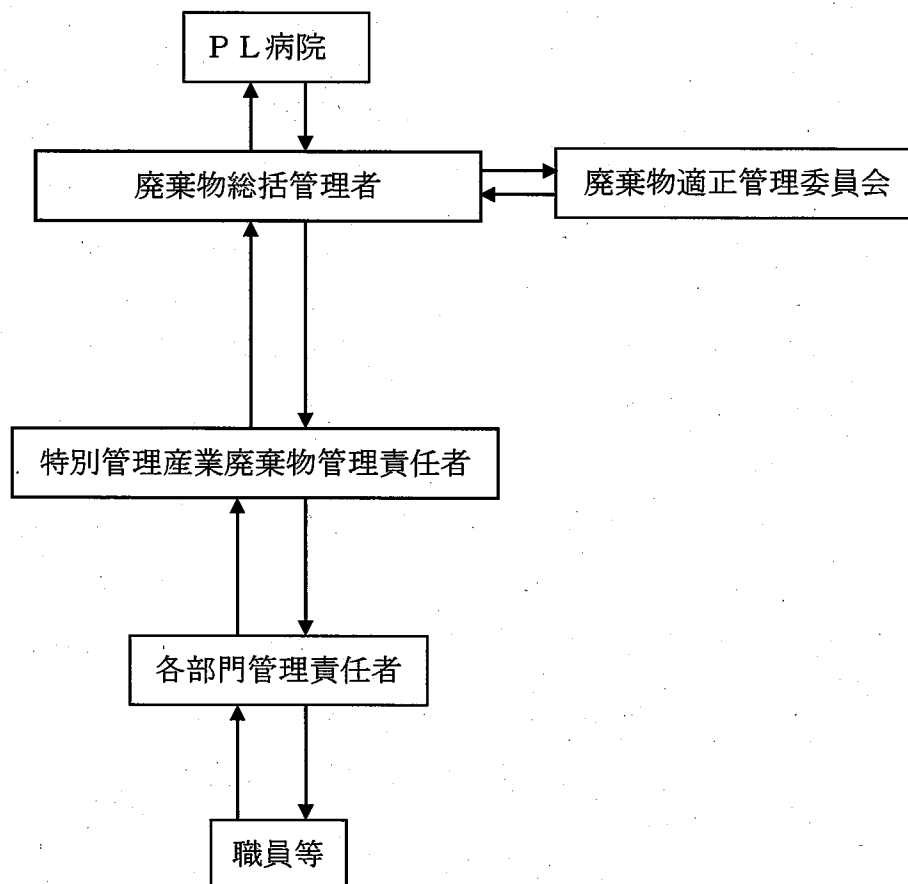 ＰＬ病院
廃棄物総括管理者
廃棄物適正管理委員会
特別管理産業廃棄物管理責任者
各部門管理責任者
職員等